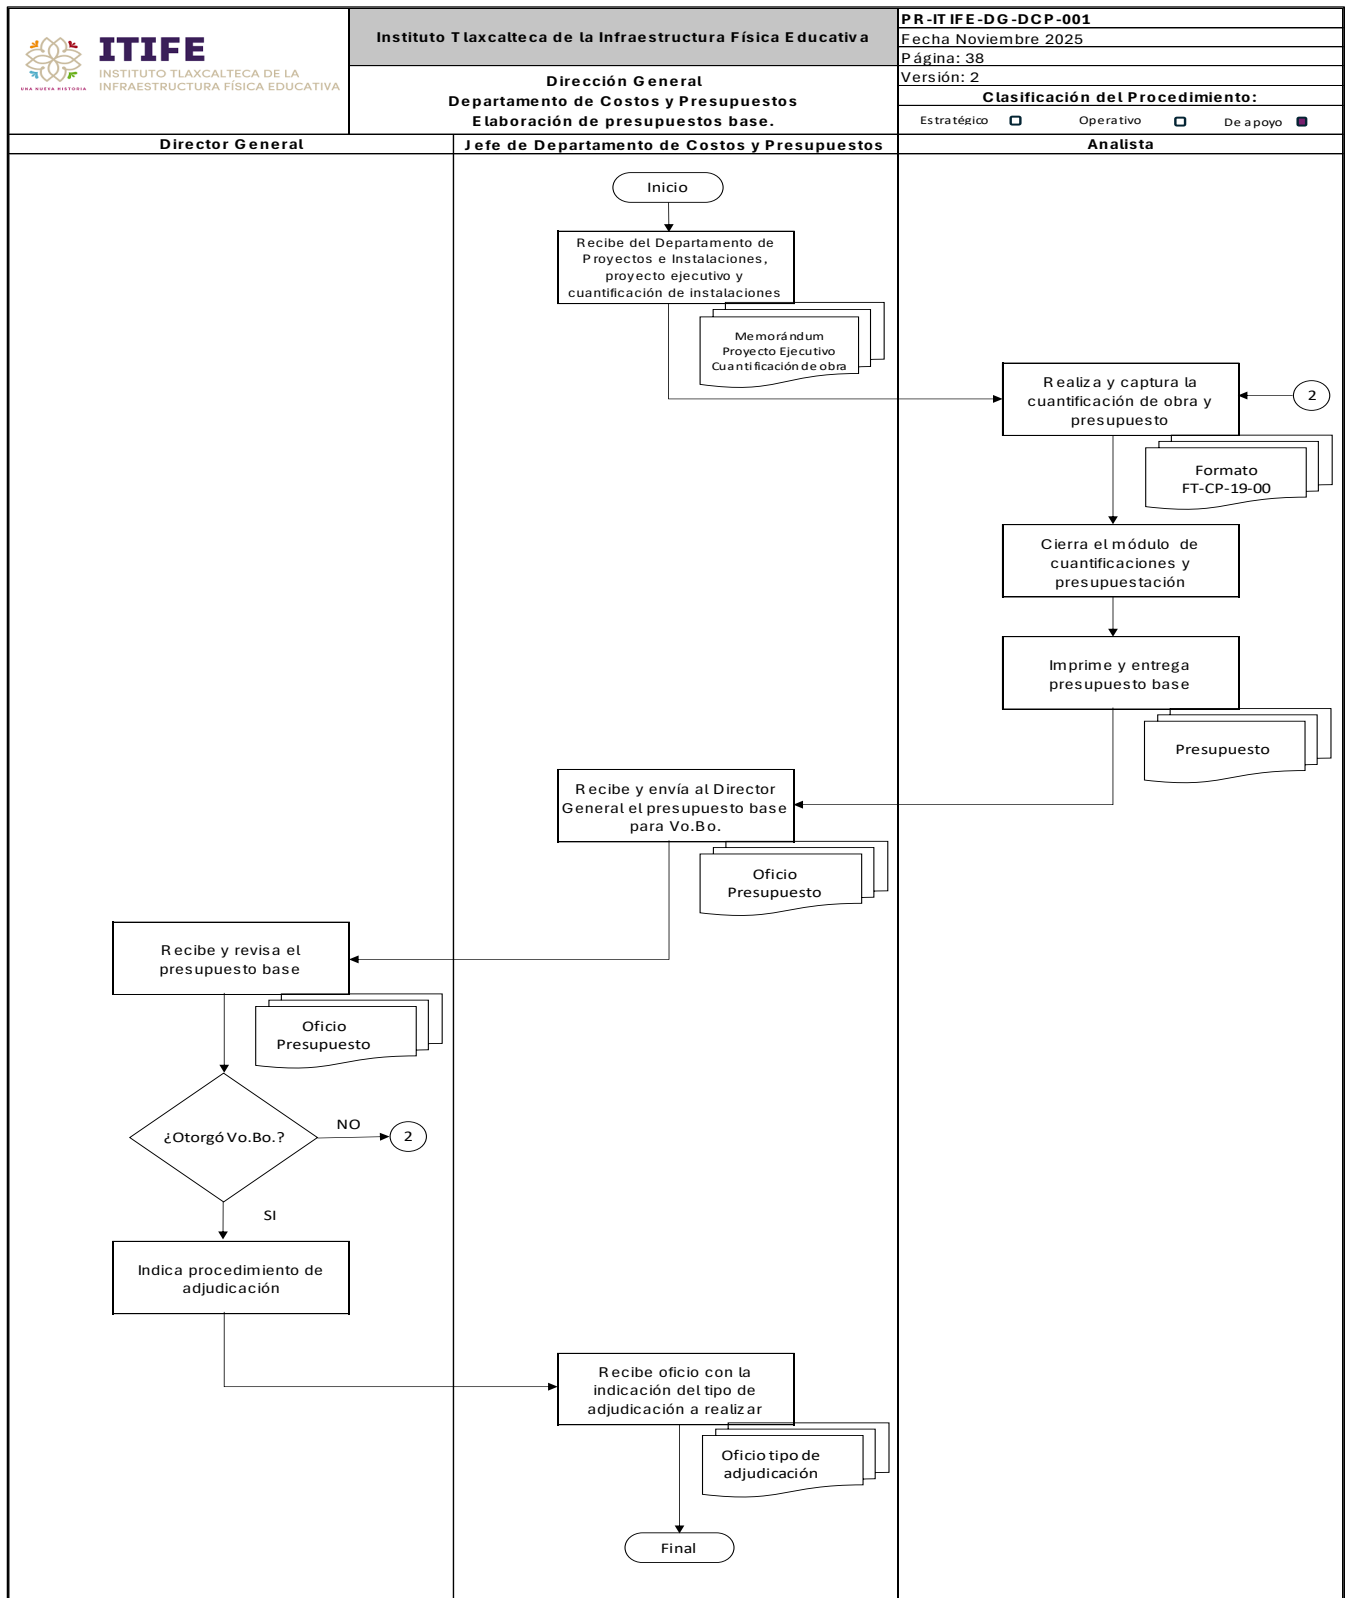 ITIFE
INSTITUTO TLAXCALTECA DE LA
INFRAESTRUCTURA FÍSICA EDUCATIVA
UNA NUEVA HISTORIA
Instituto Tlaxcalteca de la Infraestructura Física Educativa
Dirección General
Departamento de Costos y Presupuestos
Elaboración de presupuestos base.
PR-ITIFE-DG-DCP-001
Fecha Noviembre 2025
Página: 38
Versión: 2
Clasificación del Procedimiento:
Estratégico Operativo De apoyo
Director General
Jefe de Departamento de Costos y Presupuestos
Analista
Inicio
Recibe del Departamento de
Proyectos e Instalaciones,
proyecto ejecutivo y
cuantificación de instalaciones
Memorándum
Proyecto Ejecutivo
Cuantificación de obra
Realiza y captura la
cuantificación de obra y
presupuesto
2
Formato
FT-CP-19-00
Cierra el módulo de
cuantificaciones y
presupuestación
Imprime y entrega
presupuesto base
Presupuesto
Recibe y envía al Director
General el presupuesto base
para Vo.Bo.
Oficio
Presupuesto
Recibe y revisa el
presupuesto base
Oficio
Presupuesto
¿Otorgó Vo.Bo.?
NO
2
SI
Indica procedimiento de
adjudicación
Recibe oficio con la
indicación del tipo de
adjudicación a realizar
Oficio tipo de
adjudicación
Final